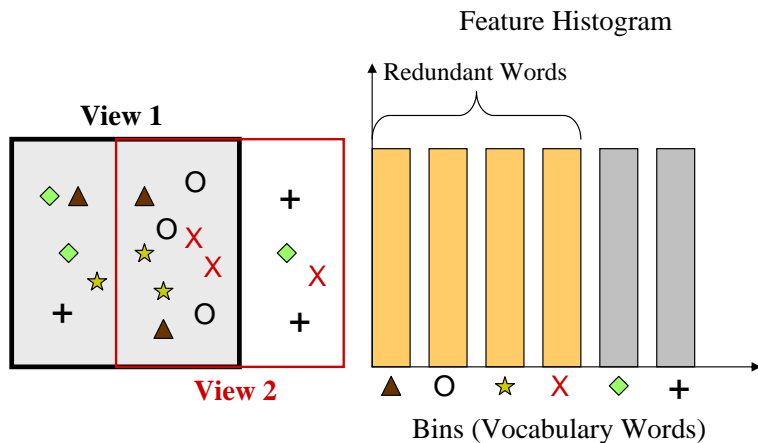 Feature Histogram
Redundant Words
View 1
View 2
Bins (Vocabulary Words)